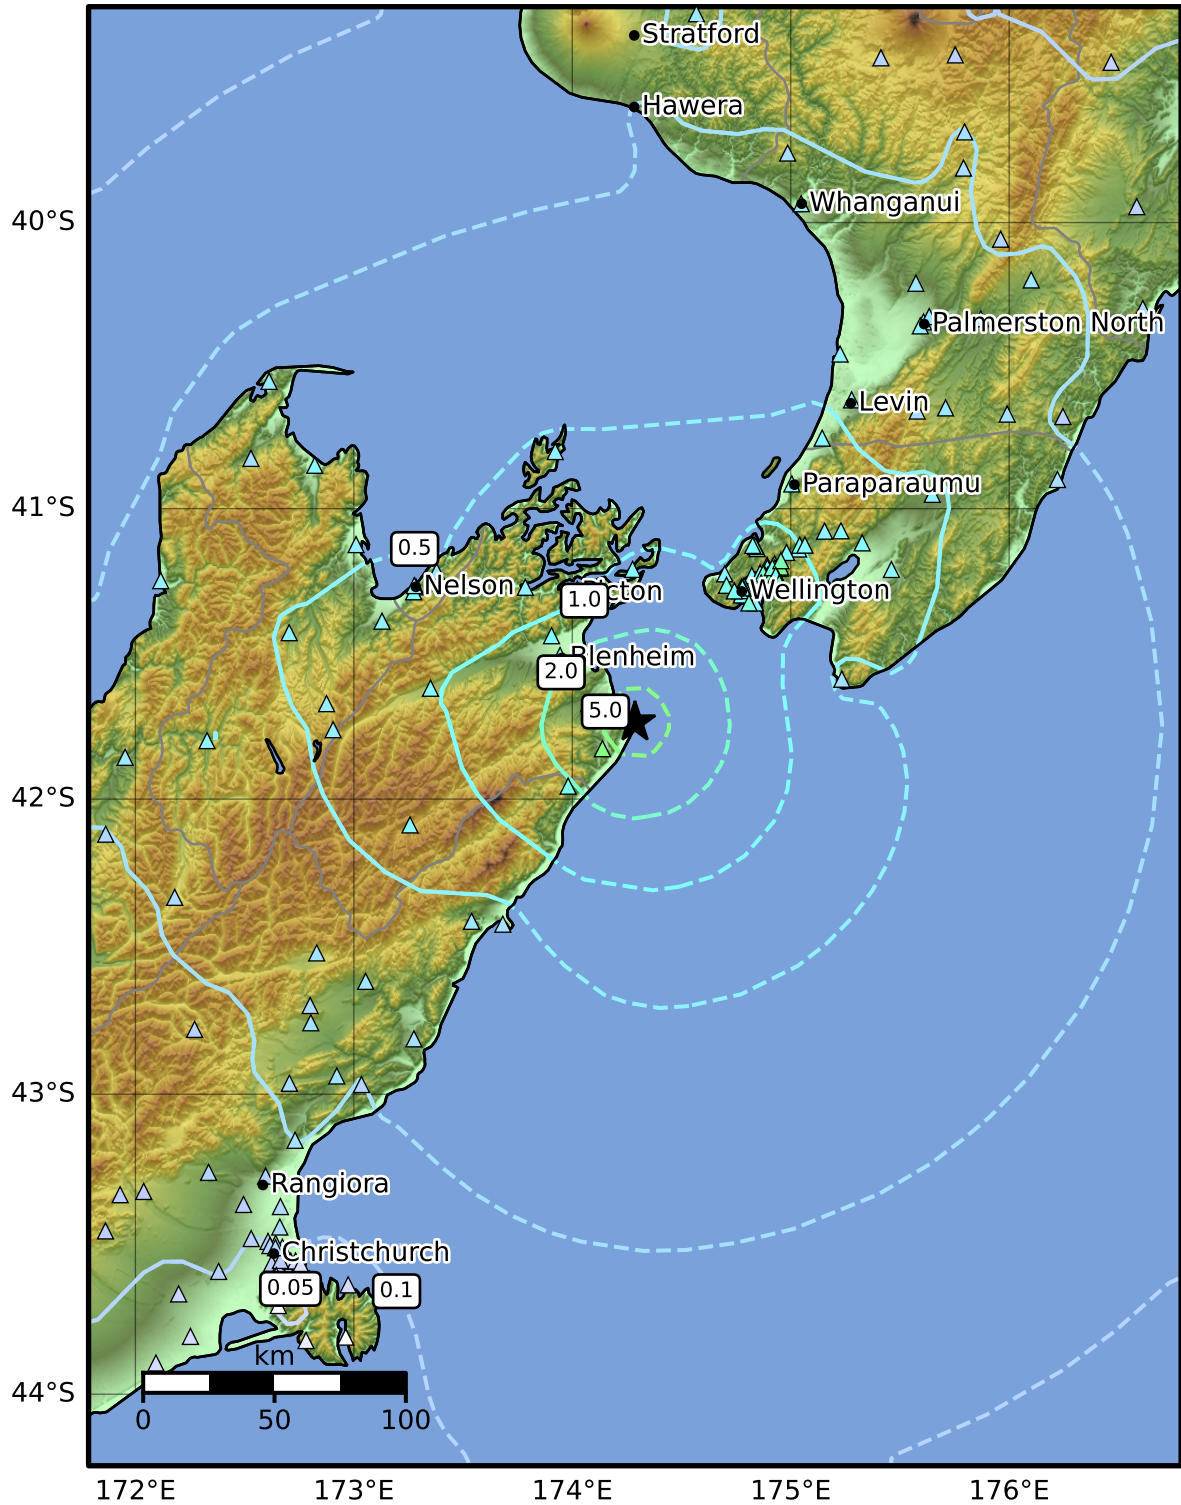 Stratford
Hawera
Whanganui
40°S
Palmerston North
Levin
Paraparaumu
41°S
0.5
Nelson
Wellington
1.0
Blenheim
2.0
5.0
42°S
43°S
Rangiora
Christchurch
0.05
0.1
km
44°S
0 50 100
172°E 173°E 174°E 175°E 176°E